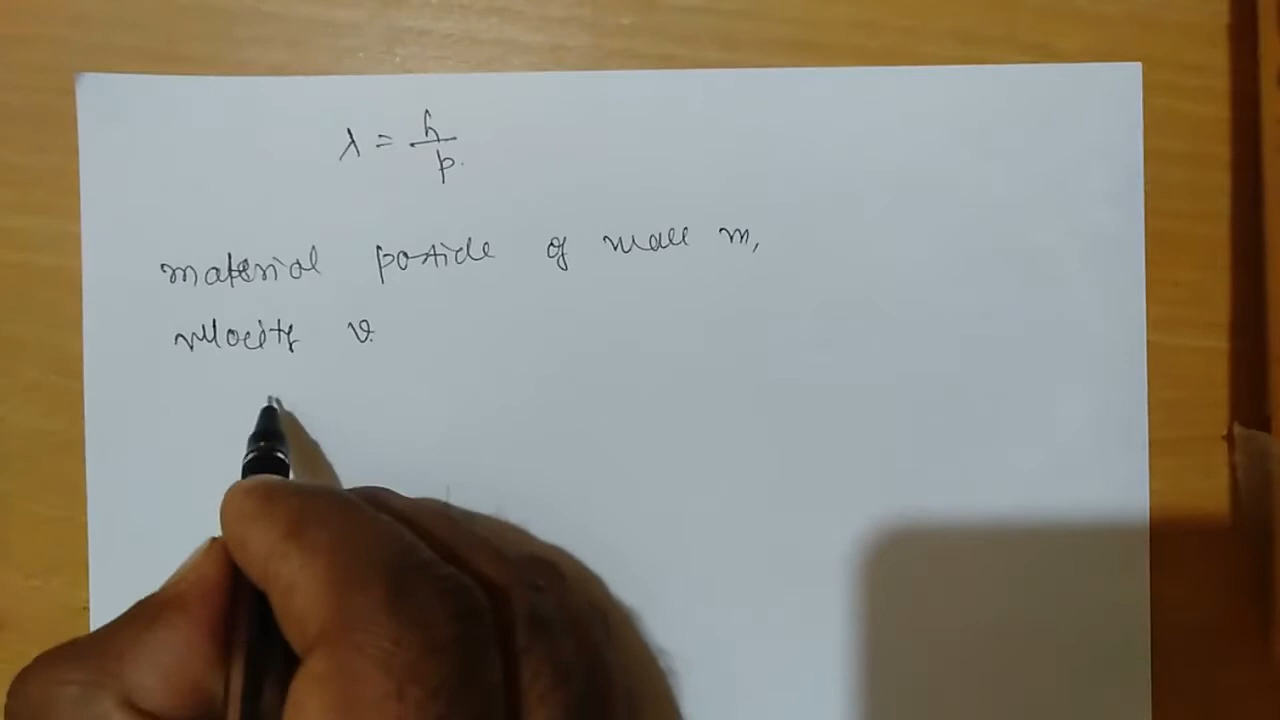 λ = h/p.
material particle of mass m,
velocity v.